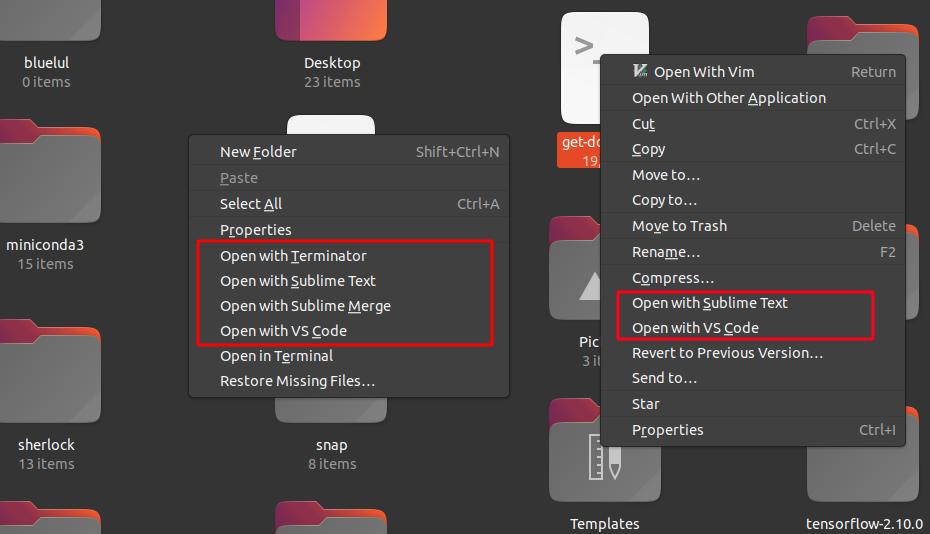 bluelul
0 items
Desktop
23 items
>_
get-do
19,
miniconda3
15 items
Pic
3 it
sherlock
13 items
snap
8 items
Templates
tensorflow-2.10.0
New Folder Shift+Ctrl+N
Paste
Select All Ctrl+A
Properties
Open with Terminator
Open with Sublime Text
Open with Sublime Merge
Open with VS Code
Open in Terminal
Restore Missing Files...
Open With Vim Return
Open With Other Application
Cut Ctrl+X
Copy Ctrl+C
Move to...
Copy to...
Move to Trash Delete
Rename... F2
Compress...
Open with Sublime Text
Open with VS Code
Revert to Previous Version...
Send to...
Star
Properties Ctrl+I